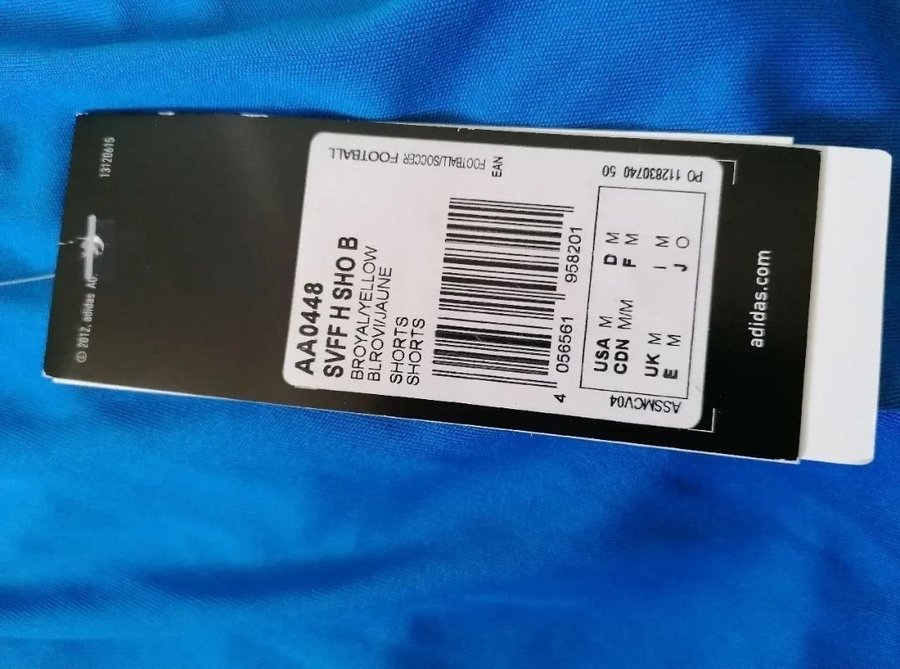 13120615
© 2012, adidas AG
FOOTBALL/SOCCER FOOTBALL
AA0448
SVFF H SHO B
BROYAL/YELLOW
BLROVI/JAUNE
SHORTS
SHORTS
EAN
4 056561 958201
USA M D M
CDN M/M F M
UK M I M
E M J O
PO 112830740 50
ASSMCV04
adidas.com